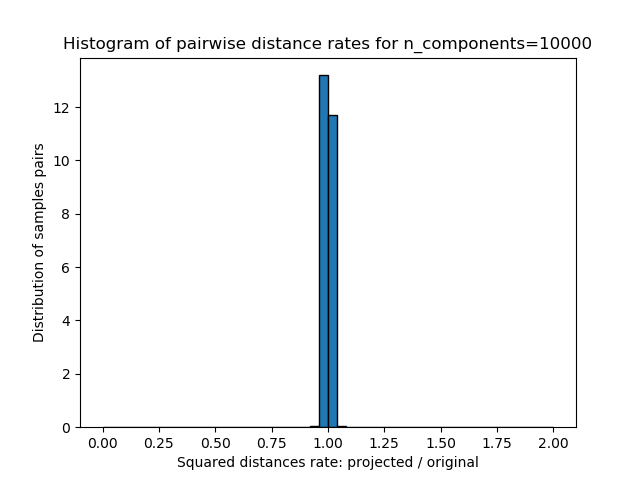 Histogram of pairwise distance rates for n_components=10000
Distribution of samples pairs
12
10
8
6
4
2
0
0.00 0.25 0.50 0.75 1.00 1.25 1.50 1.75 2.00
Squared distances rate: projected / original